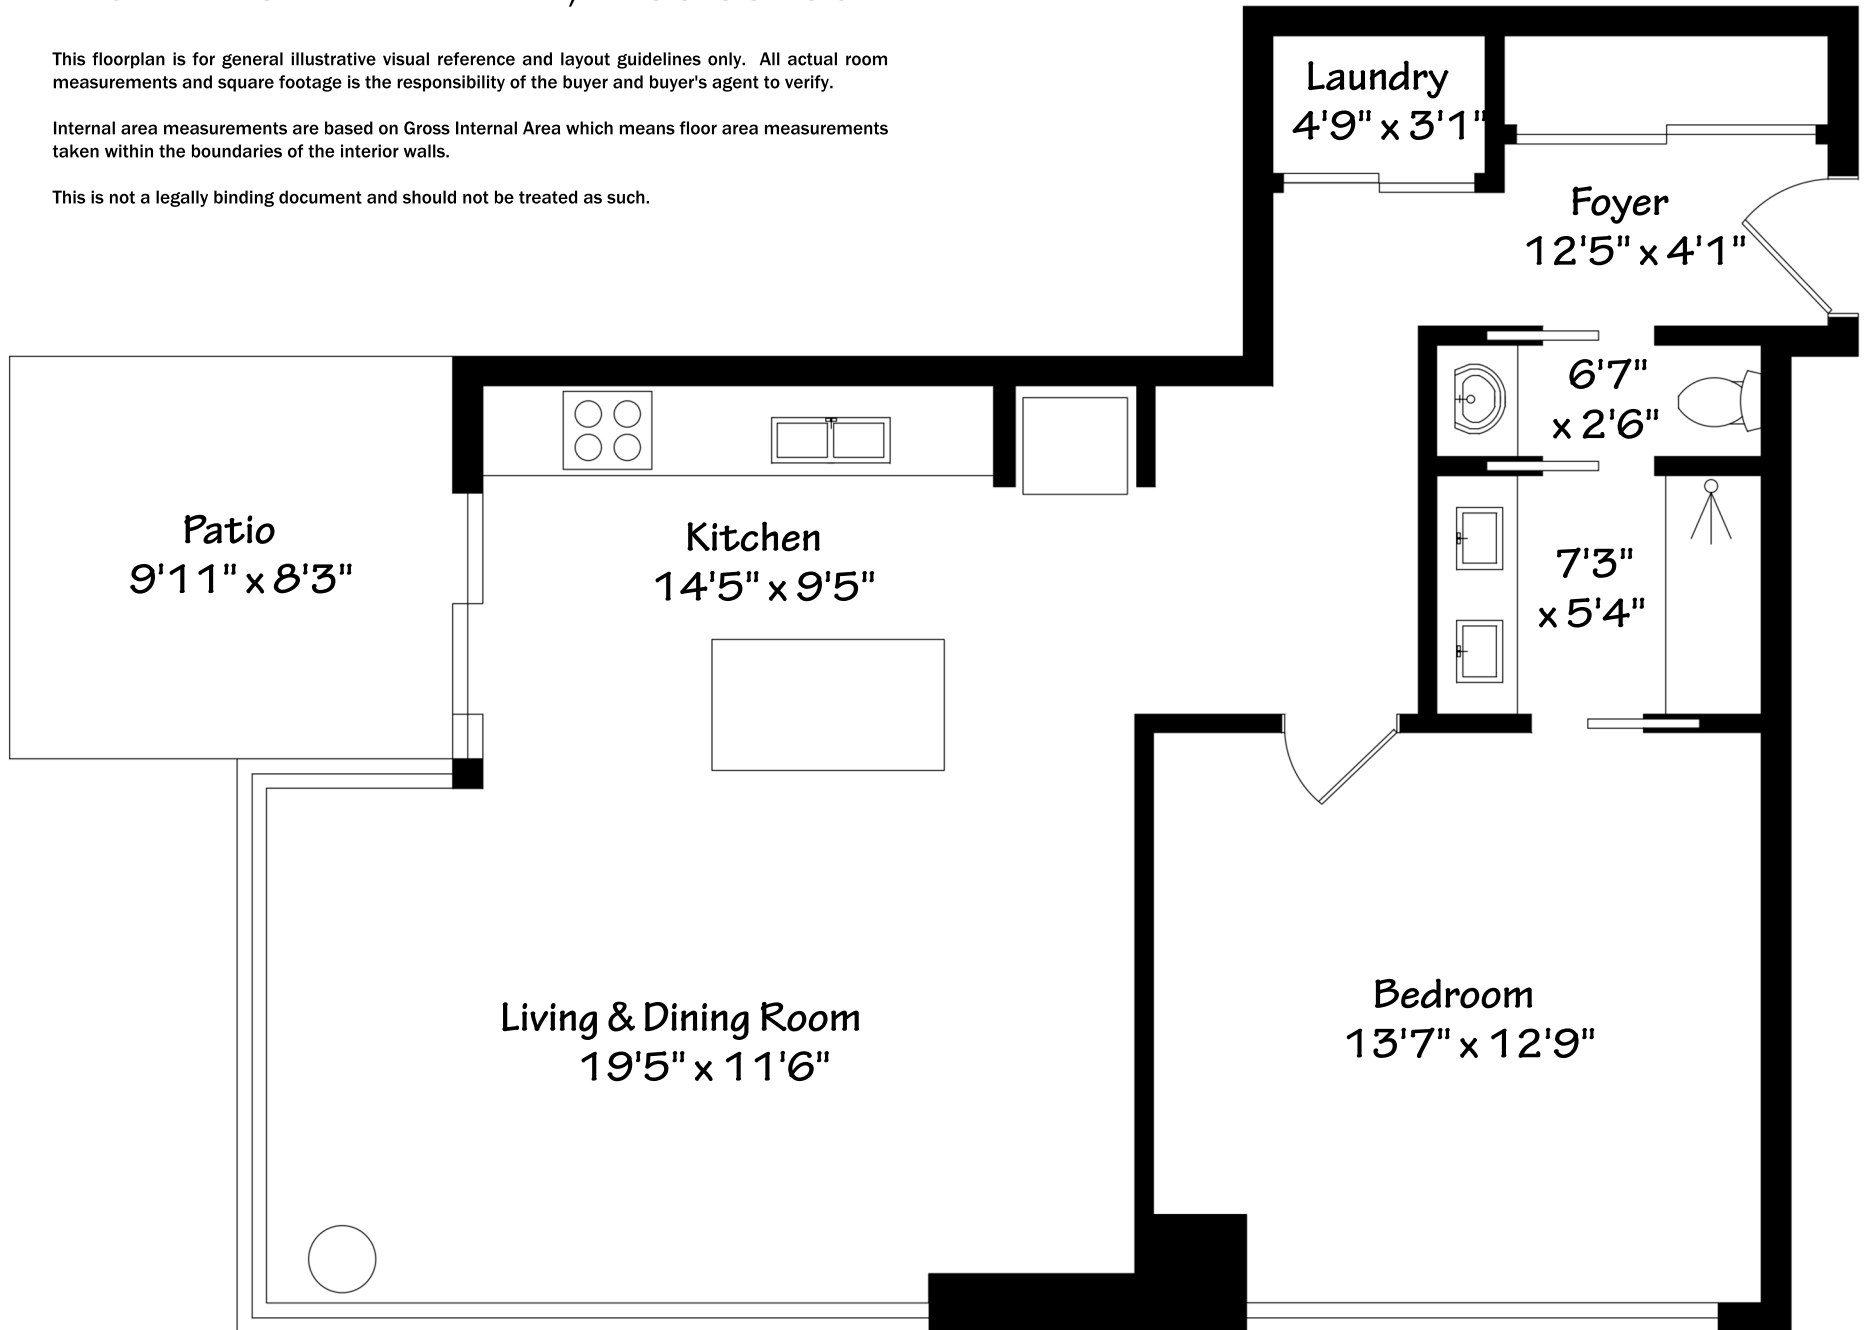 This floorplan is for general illustrative visual reference and layout guidelines only. All actual room
measurements and square footage is the responsibility of the buyer and buyer's agent to verify.
Internal area measurements are based on Gross Internal Area which means floor area measurements
taken within the boundaries of the interior walls.
This is not a legally binding document and should not be treated as such.
Laundry
4'9" x 3'1"
Foyer
12'5" x 4'1"
6'7"
x 2'6"
Patio
9'11" x 8'3"
Kitchen
14'5" x 9'5"
7'3"
x 5'4"
Living & Dining Room
19'5" x 11'6"
Bedroom
13'7" x 12'9"